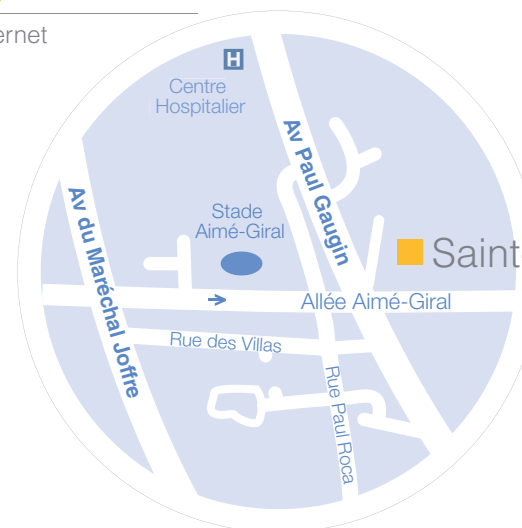 ernet
H
Centre
Hospitalier
Av Paul Gaugin
Av du Maréchal Joffre
Stade
Aimé-Giral
Saint
Allée Aimé-Giral
Rue des Villas
Rue Paul Roca